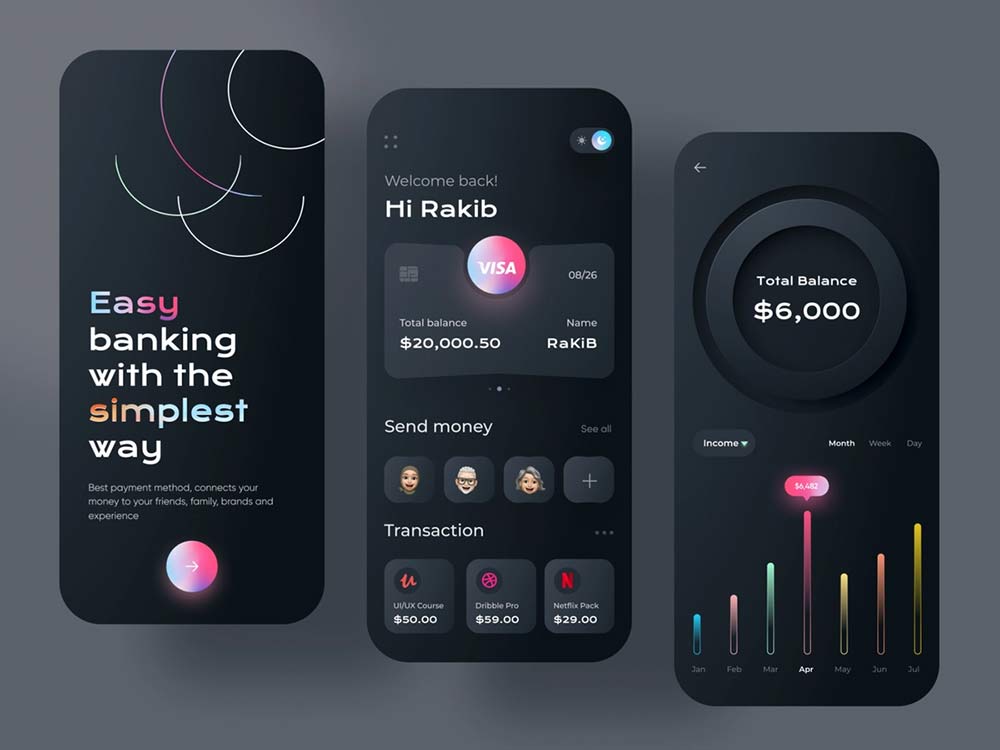 Easy
banking
with the
simplest
way
Best payment method, connects your
money to your friends, family, brands and
experience
Welcome back!
Hi Rakib
VISA
08/26
Total balance
Name
$20,000.50
RaKiB
Send money
See all
Transaction
UI/UX Course
$50.00
Dribble Pro
$59.00
Netflix Pack
$29.00
Total Balance
$6,000
Income
Month Week Day
$6,482
Jan Feb Mar Apr May Jun Jul